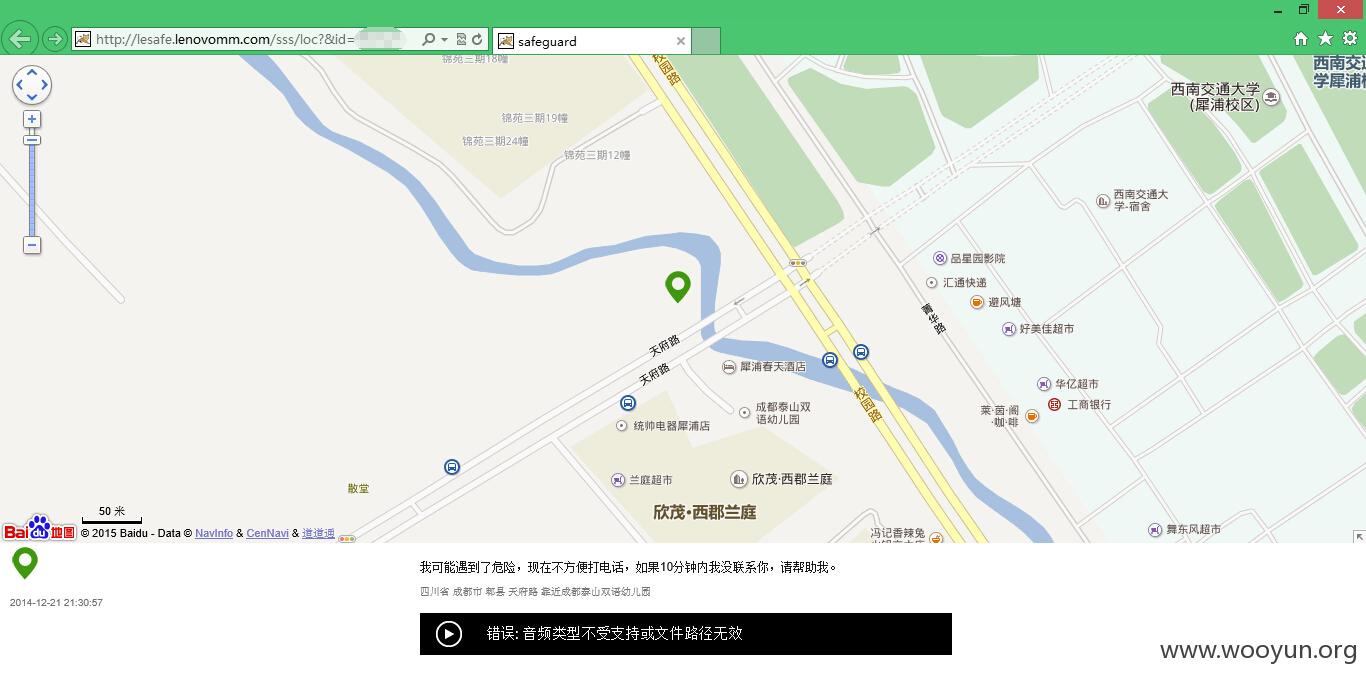 http://lesafe.lenovomm.com/sss/loc?&id=
safeguard
锦苑三期18幢
校园路
西南交通大学
(犀浦校区)
西南交
学犀浦校
锦苑三期19幢
锦苑三期24幢
锦苑三期12幢
西南交通大
学-宿舍
品星园影院
汇通快递
避风塘
菁华路
好美佳超市
天府路
天府路
犀浦春天酒店
华亿超市
工商银行
莱·茵·阁
·咖·啡
校园路
成都泰山双
语幼儿园
统帅电器犀浦店
兰庭超市
欣茂·西郡兰庭
欣茂·西郡兰庭
散堂
50 米
舞东风超市
冯记香辣兔
Bai du 地图
© 2015 Baidu - Data © NavInfo & CenNavi & 道道通
我可能遇到了危险，现在不方便打电话，如果10分钟内我没联系你，请帮助我。
四川省 成都市 郫县 天府路 靠近成都泰山双语幼儿园
2014-12-21 21:30:57
错误: 音频类型不受支持或文件路径无效
www.wooyun.org